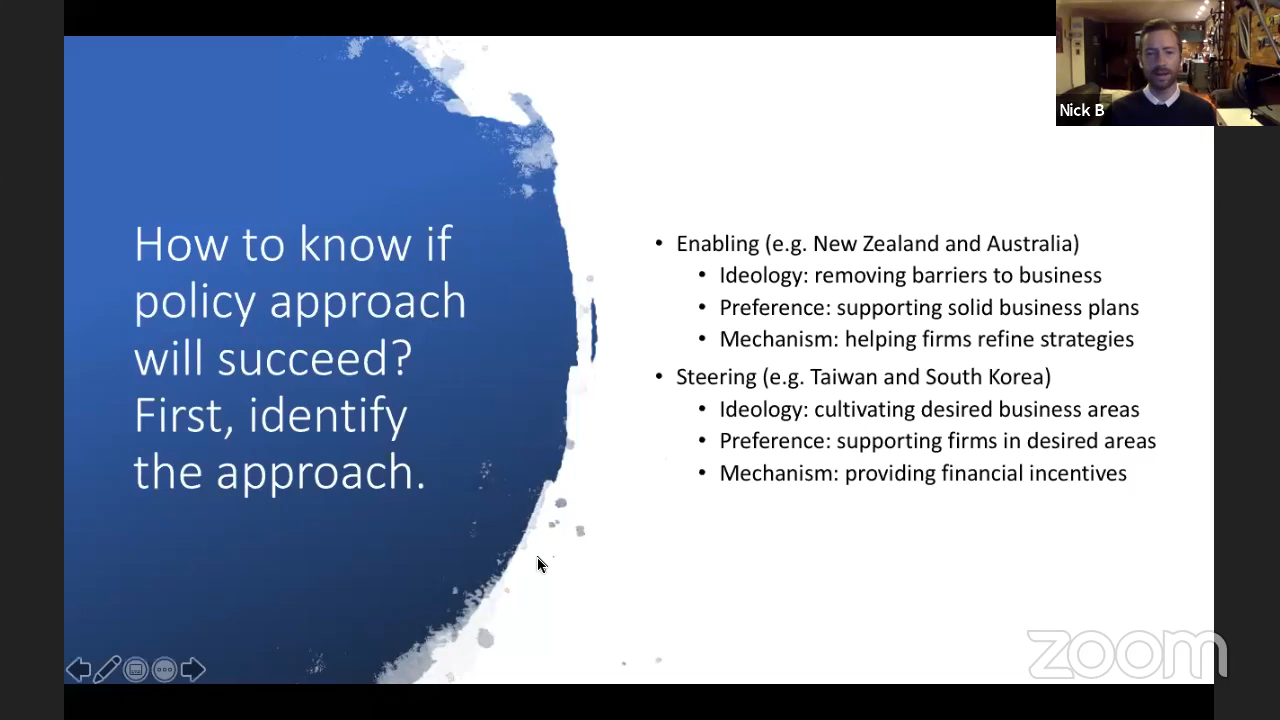 How to know if
policy approach
will succeed?
First, identify
the approach.
• Enabling (e.g. New Zealand and Australia)
• Ideology: removing barriers to business
• Preference: supporting solid business plans
• Mechanism: helping firms refine strategies
• Steering (e.g. Taiwan and South Korea)
• Ideology: cultivating desired business areas
• Preference: supporting firms in desired areas
• Mechanism: providing financial incentives
Nick B
zoom